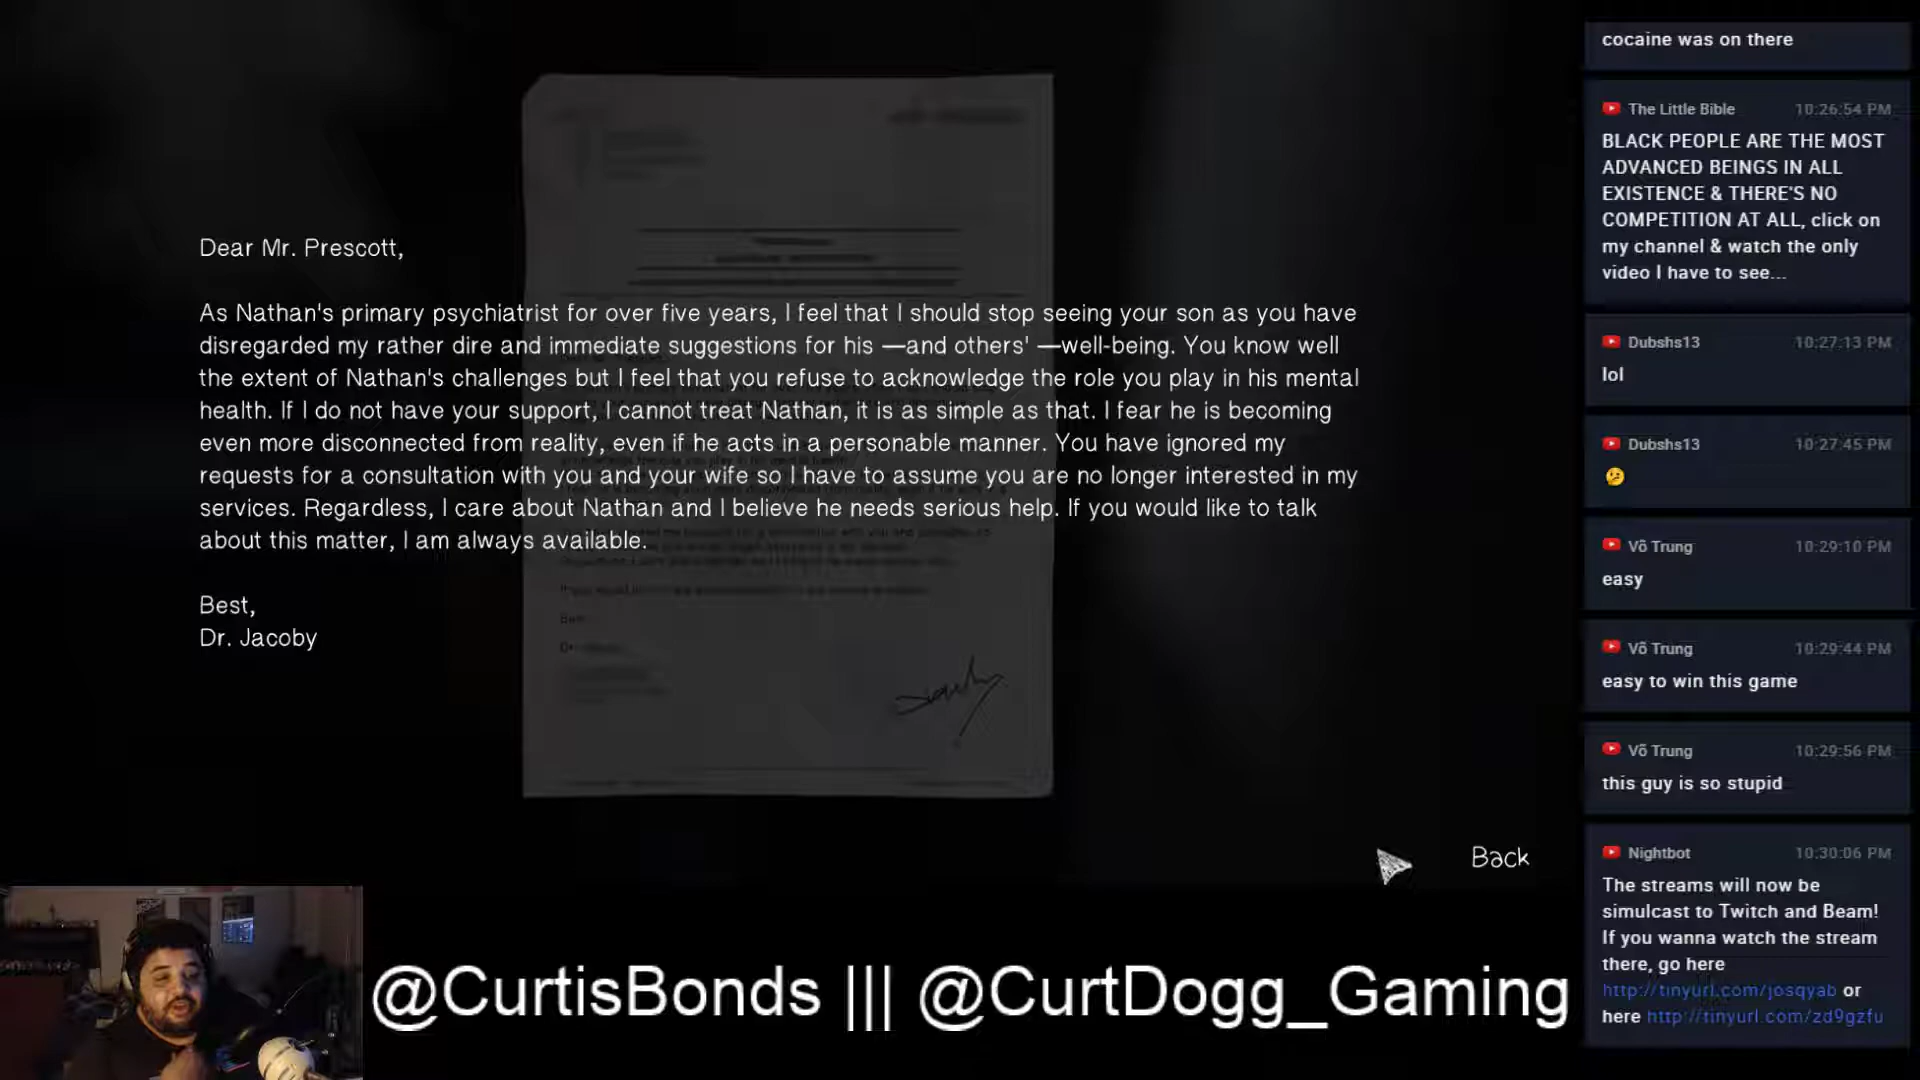 Dear Mr. Prescott,
As Nathan's primary psychiatrist for over five years, I feel that I should stop seeing your son as you have
disregarded my rather dire and immediate suggestions for his —and others' —well-being. You know well
the extent of Nathan's challenges but I feel that you refuse to acknowledge the role you play in his mental
health. If I do not have your support, I cannot treat Nathan, it is as simple as that. I fear he is becoming
even more disconnected from reality, even if he acts in a personable manner. You have ignored my
requests for a consultation with you and your wife so I have to assume you are no longer interested in my
services. Regardless, I care about Nathan and I believe he needs serious help. If you would like to talk
about this matter, I am always available.
Best,
Dr. Jacoby
Back
@CurtisBonds ||| @CurtDogg_Gaming
cocaine was on there
The Little Bible 10:26:54 PM
BLACK PEOPLE ARE THE MOST
ADVANCED BEINGS IN ALL
EXISTENCE & THERE'S NO
COMPETITION AT ALL, click on
my channel & watch the only
video I have to see...
Dubshs13 10:27:13 PM
lol
Dubshs13 10:27:45 PM
🤔
Võ Trung 10:29:10 PM
easy
Võ Trung 10:29:44 PM
easy to win this game
Võ Trung 10:29:56 PM
this guy is so stupid
Nightbot 10:30:06 PM
The streams will now be
simulcast to Twitch and Beam!
If you wanna watch the stream
there, go here
http://tinyurl.com/josqyab or
here http://tinyurl.com/zd9gzfu